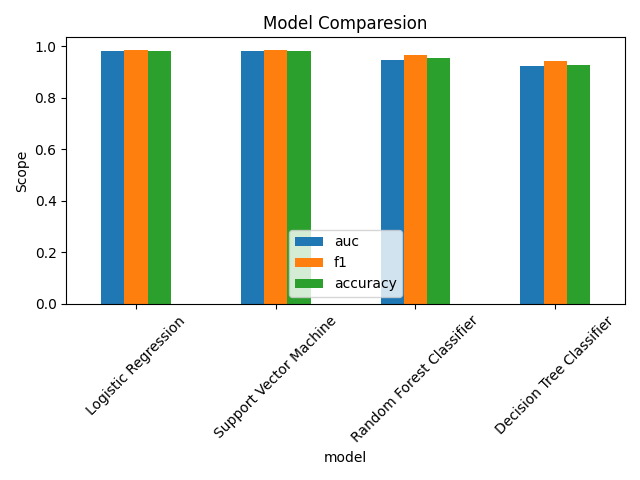 Model Comparesion
Scope
1.0
0.8
0.6
0.4
0.2
0.0
auc
f1
accuracy
Logistic Regression
Support Vector Machine
Random Forest Classifier
Decision Tree Classifier
model